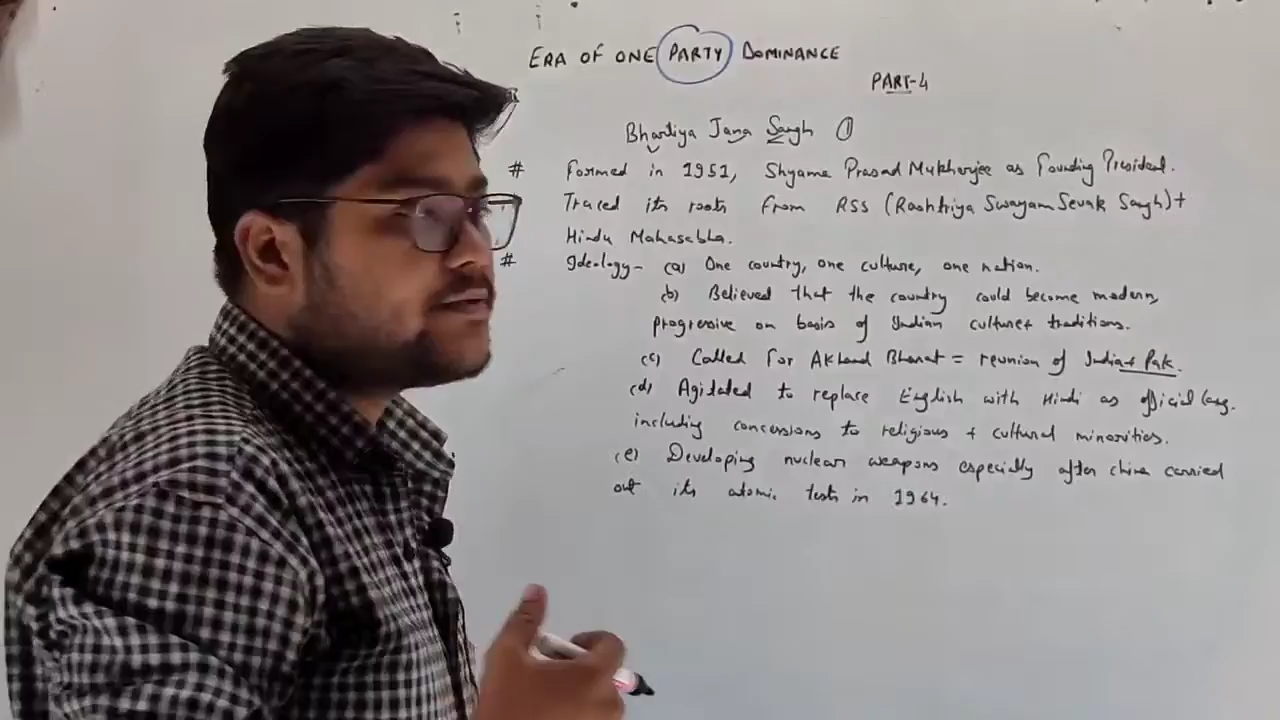 ERA OF ONE PARTY DOMINANCE
PART-4
Bhartiya Jana Sangh
# Formed in 1951, Shyama Prasad Mukherjee as Founding President.
Traced its roots from RSS (Rashtriya Swayam Sevak Sangh) +
Hindu Mahasabha.
# Ideology - (a) One country, one culture, one nation.
(b) Believed that the country could become modern,
progressive on basis of Indian culture + traditions.
(c) Called for Akhand Bharat = reunion of India + Pak.
(d) Agitated to replace English with Hindi as official lang.
including concessions to religious + cultural minorities.
(e) Developing nuclear weapons especially after china carried
out its atomic tests in 1964.